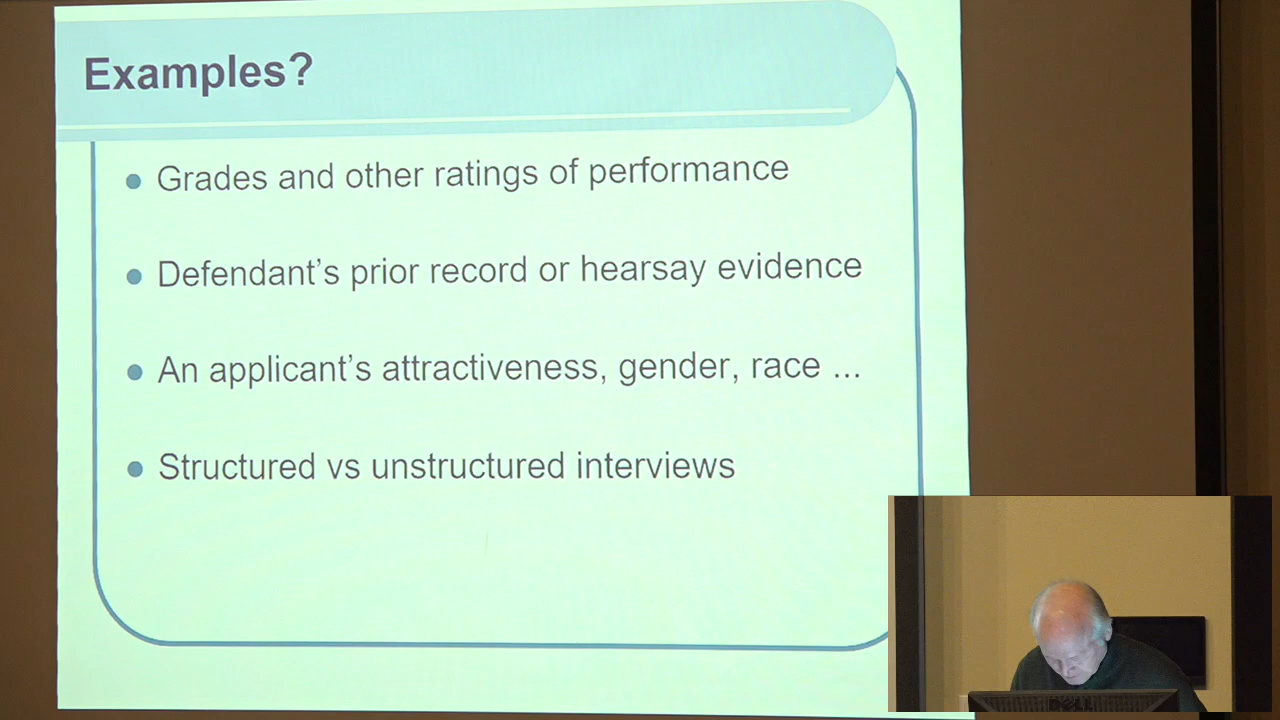 Examples?
Grades and other ratings of performance
Defendant's prior record or hearsay evidence
An applicant's attractiveness, gender, race ...
Structured vs unstructured interviews
DELL